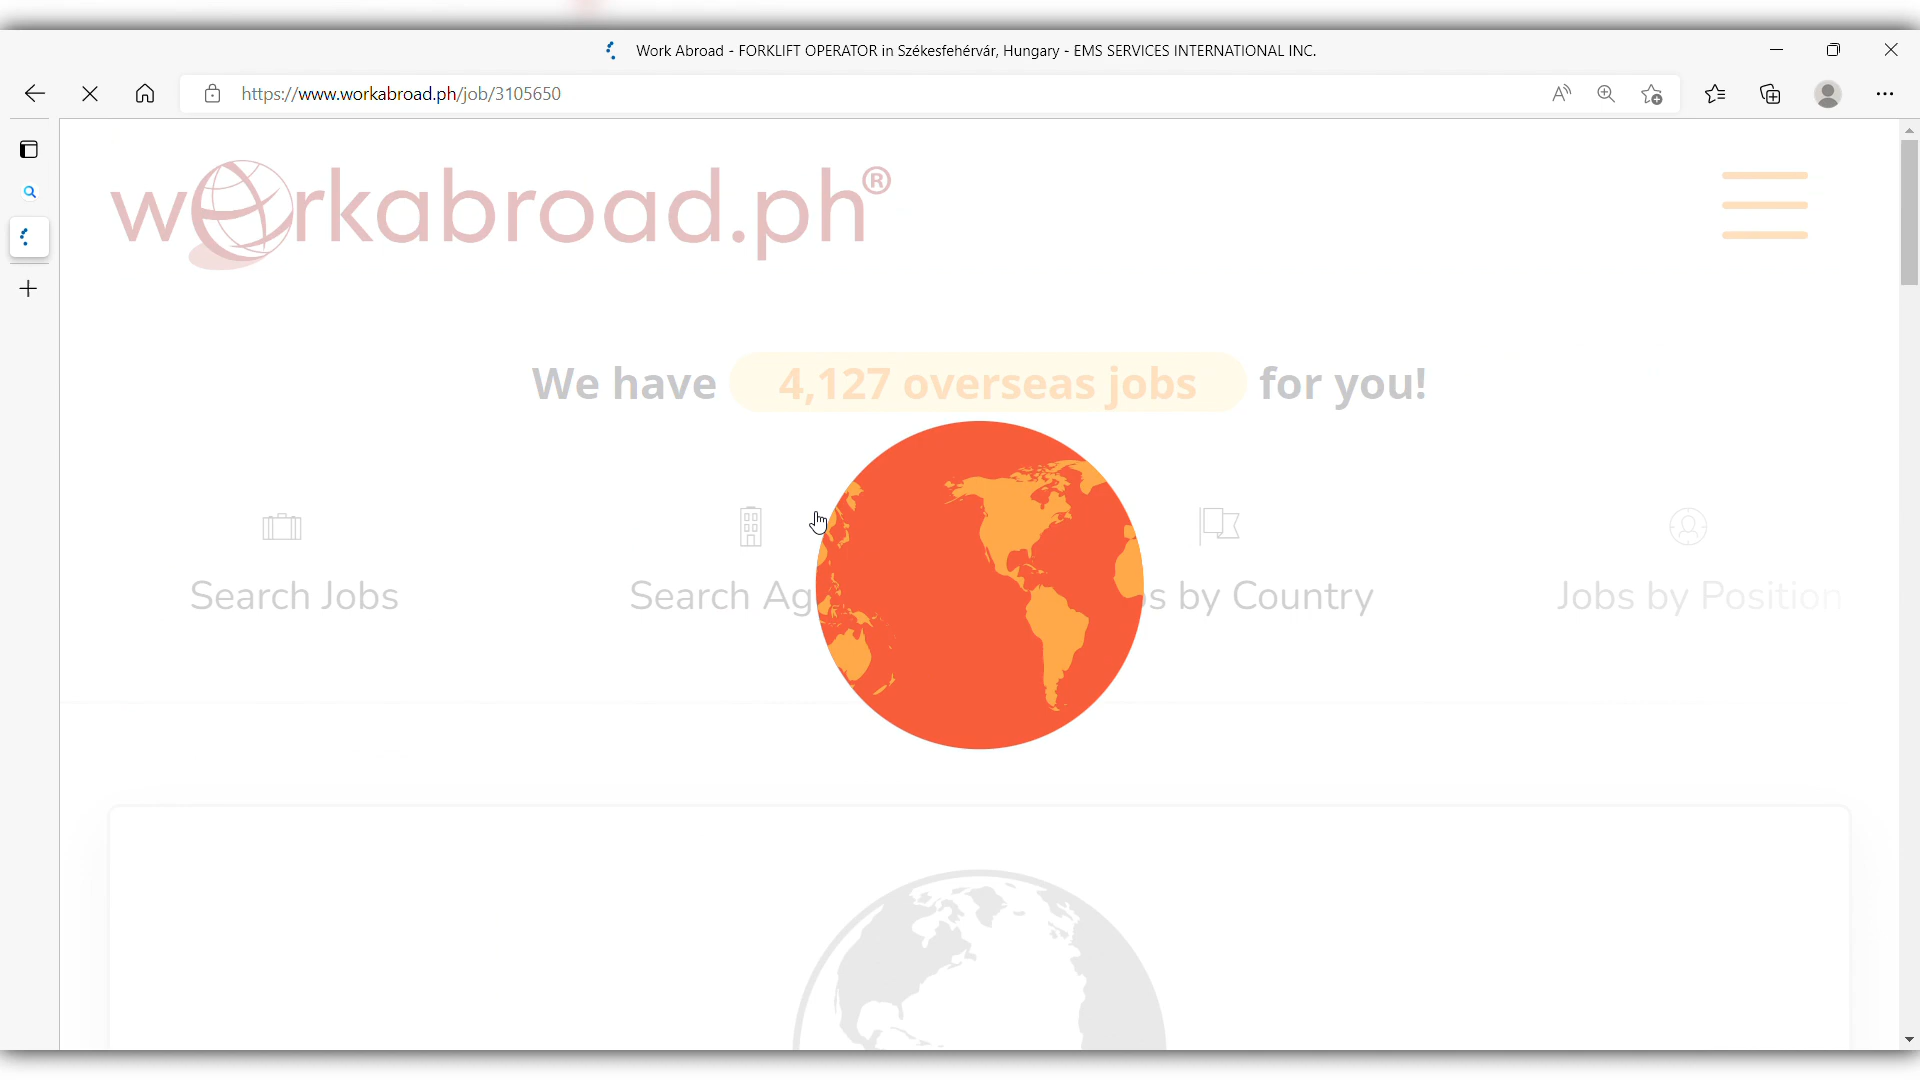 Work Abroad - FORKLIFT OPERATOR in Székesfehérvár, Hungary - EMS SERVICES INTERNATIONAL INC.
https://www.workabroad.ph/job/3105650
workabroad.ph®
We have 4,127 overseas jobs for you!
Search Jobs
Search Ag
s by Country
Jobs by Position